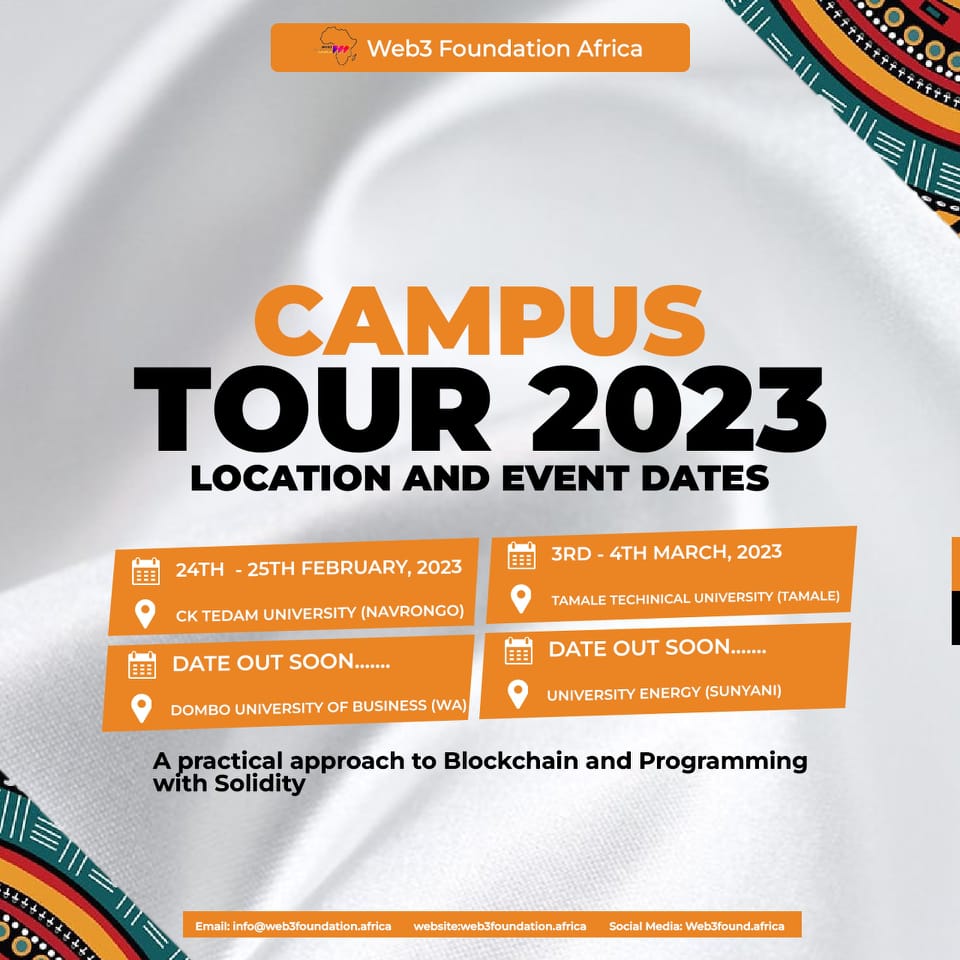 Web3 Foundation Africa
CAMPUS
TOUR 2023
LOCATION AND EVENT DATES
24TH - 25TH FEBRUARY, 2023
CK TEDAM UNIVERSITY (NAVRONGO)
3RD - 4TH MARCH, 2023
TAMALE TECHINICAL UNIVERSITY (TAMALE)
DATE OUT SOON.......
DOMBO UNIVERSITY OF BUSINESS (WA)
DATE OUT SOON.......
UNIVERSITY ENERGY (SUNYANI)
A practical approach to Blockchain and Programming
with Solidity
Email: info@web3foundation.africa website:web3foundation.africa Social Media: Web3found.africa